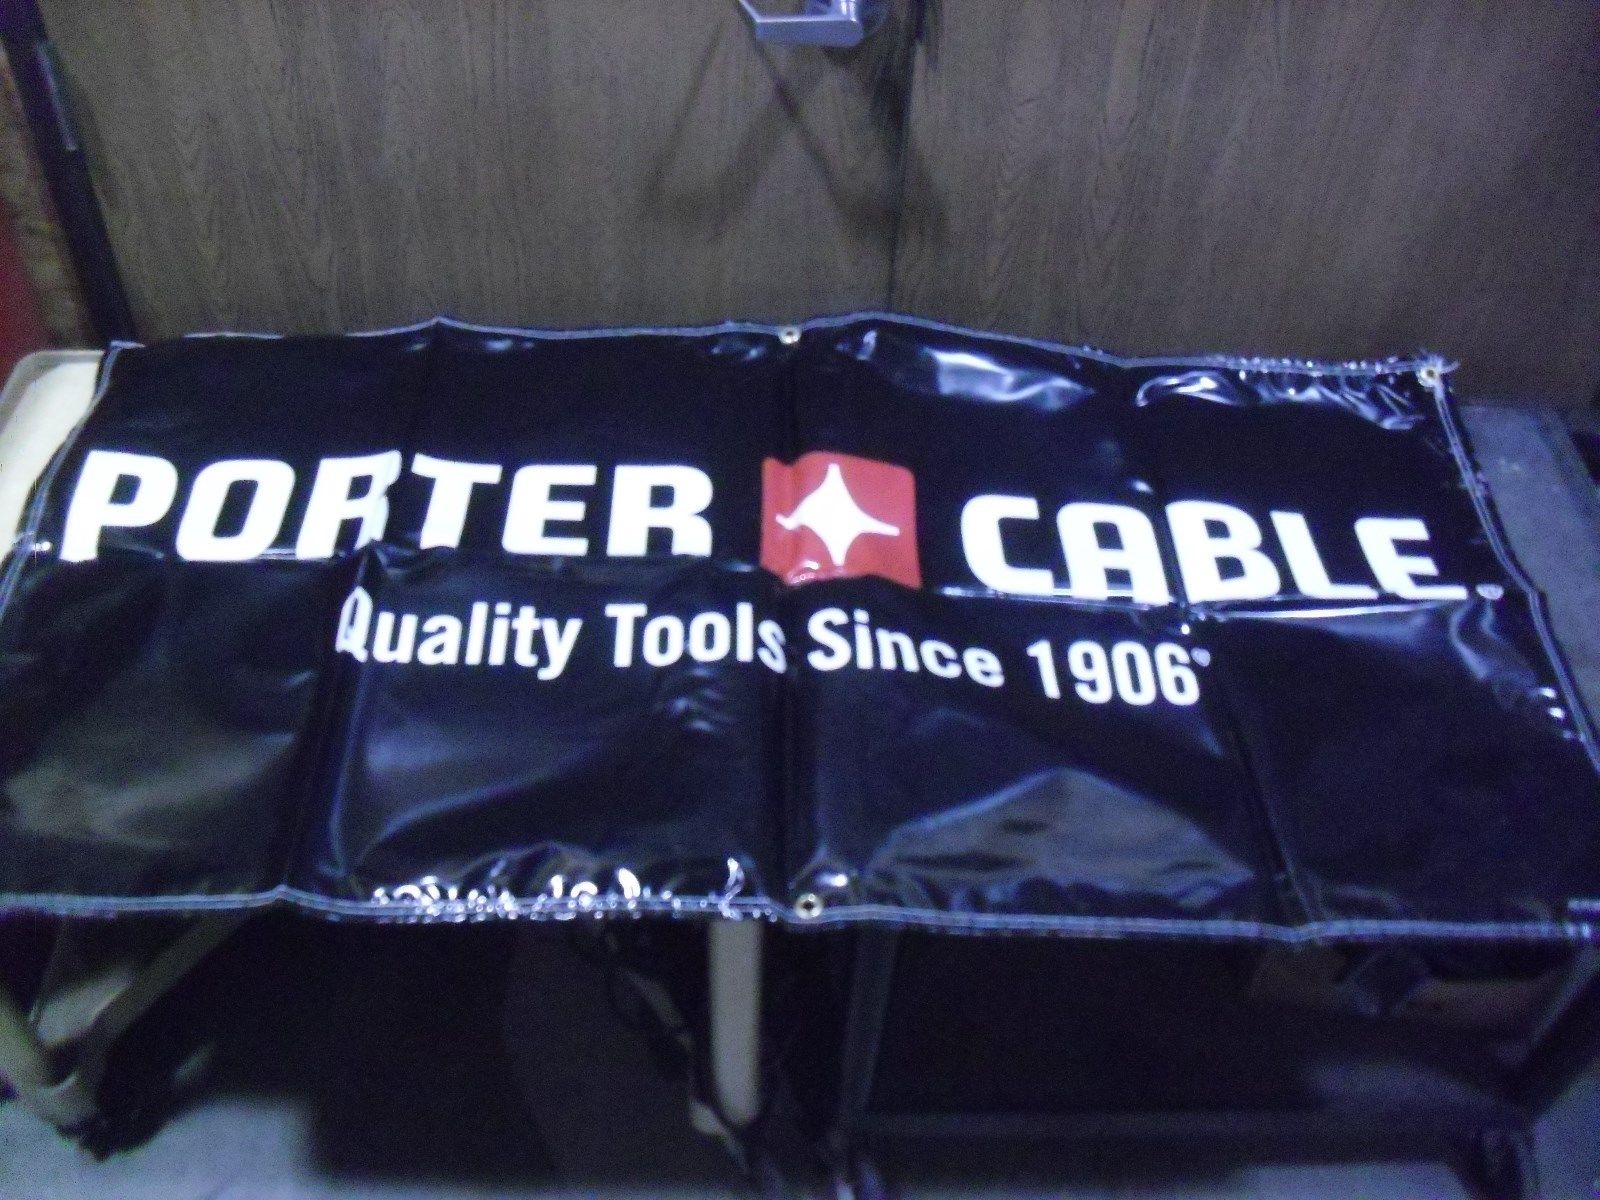 PORTER CABLE
Quality Tools Since 1906